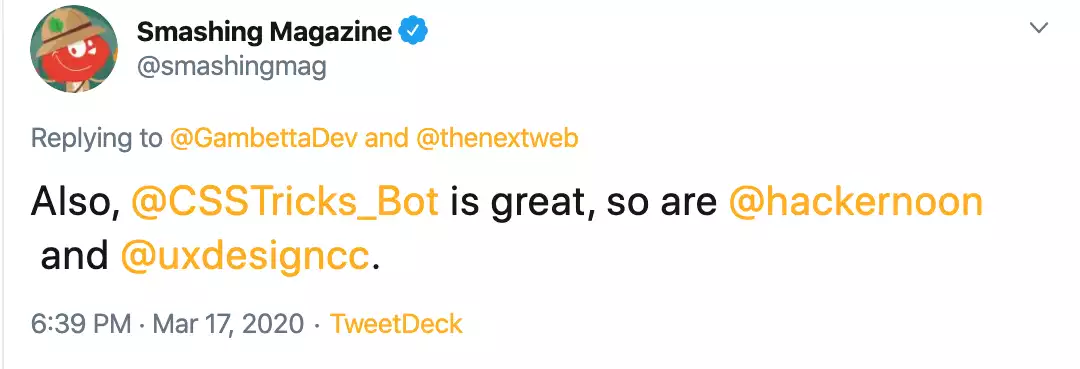 Smashing Magazine
@smashingmag
Replying to @GambettaDev and @thenextweb
Also, @CSSTricks_Bot is great, so are @hackernoon
and @uxdesigncc.
6:39 PM · Mar 17, 2020 · TweetDeck